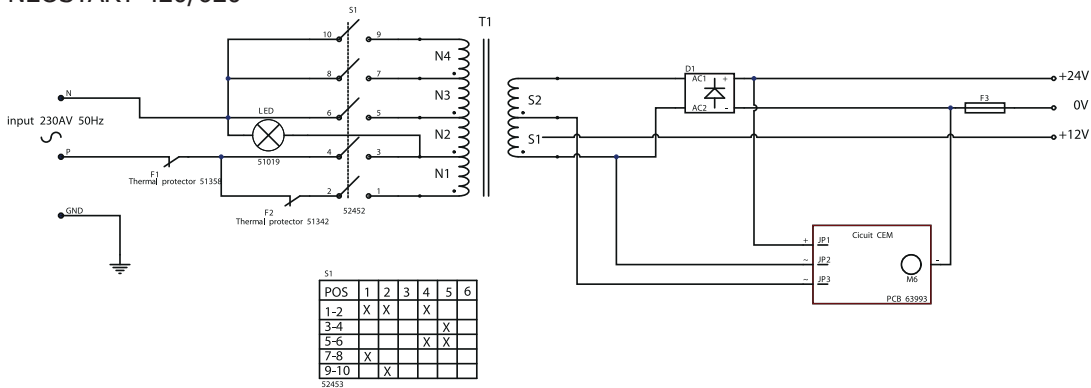 S1
T1
10
9
N4
8
7
D1
AC1
+
+24V
N3
S2
N
LED
6
5
AC2
-
F3
0V
input 230AV 50Hz
N2
S1
+12V
P
51019
4
3
F1
Thermal protector 51358
N1
2
1
F2
Thermal protector 51342
52452
GND
+
JP1
Cicuit CEM
~
JP2
-
~
JP3
M6
PCB 63993
S1
POS 1 2 3 4 5 6
1-2 X X X
3-4 X
5-6 X X
7-8 X
9-10 X
52453